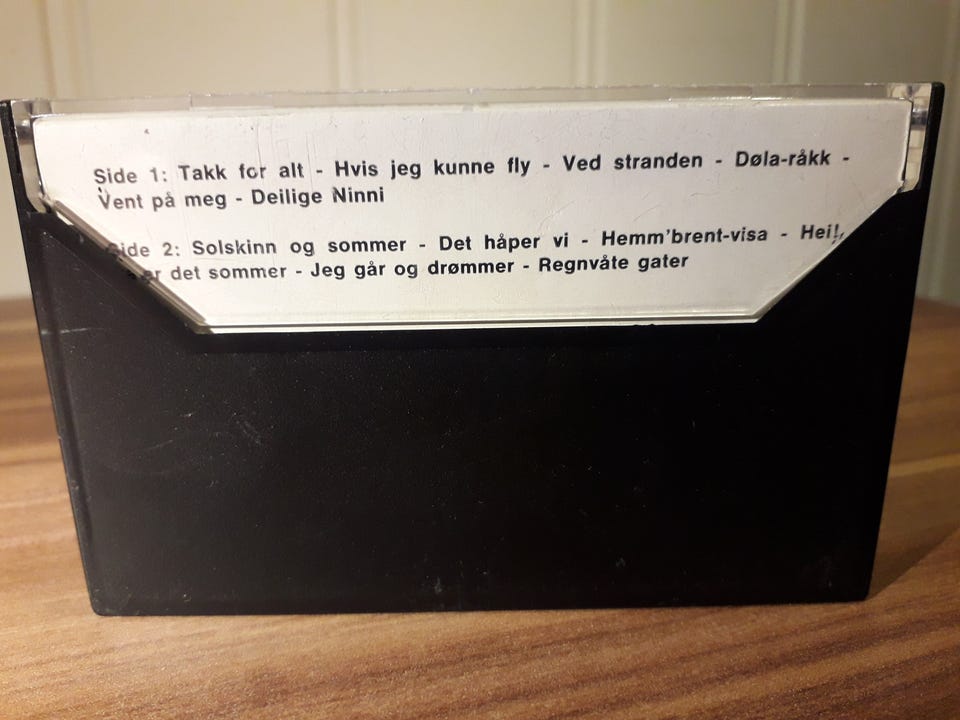 Side 1: Takk for alt - Hvis jeg kunne fly - Ved stranden - Døla-råkk -
Vent på meg - Deilige Ninni
Side 2: Solskinn og sommer - Det håper vi - Hemm'brent-visa - Hei!,
det sommer - Jeg går og drømmer - Regnvåte gater